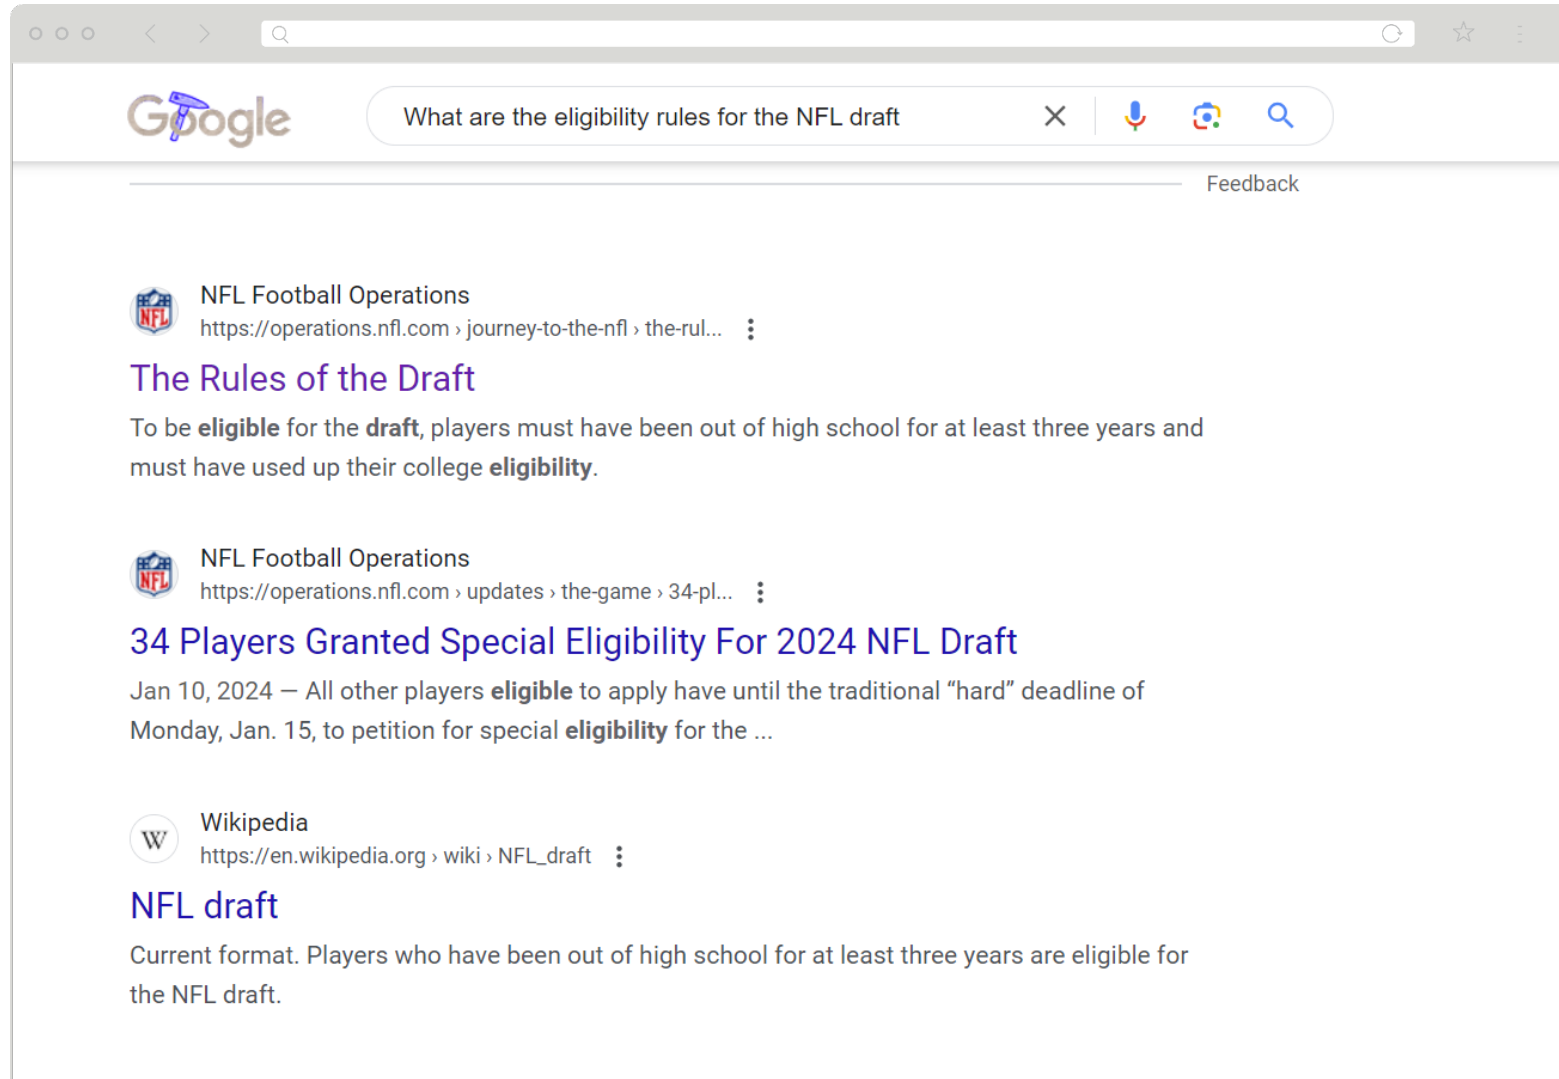 Google
What are the eligibility rules for the NFL draft
Feedback
NFL
NFL Football Operations
https://operations.nfl.com › journey-to-the-nfl › the-rul...
The Rules of the Draft
To be eligible for the draft, players must have been out of high school for at least three years and
must have used up their college eligibility.
NFL
NFL Football Operations
https://operations.nfl.com › updates › the-game › 34-pl...
34 Players Granted Special Eligibility For 2024 NFL Draft
Jan 10, 2024 — All other players eligible to apply have until the traditional “hard” deadline of
Monday, Jan. 15, to petition for special eligibility for the ...
W
Wikipedia
https://en.wikipedia.org › wiki › NFL_draft
NFL draft
Current format. Players who have been out of high school for at least three years are eligible for
the NFL draft.